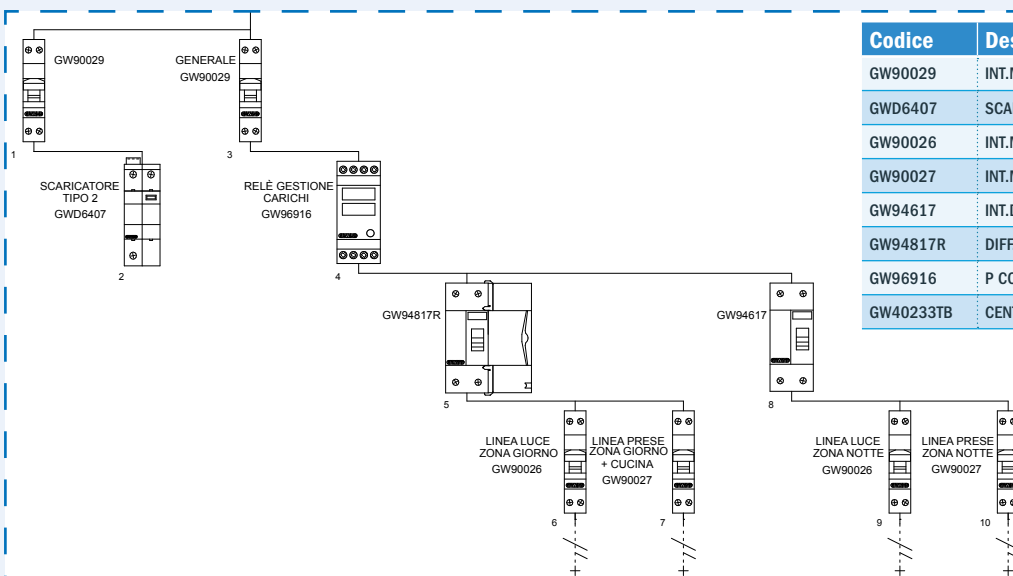 GW90029
GENERALE
GW90029
1
3
SCARICATORE
TIPO 2
GWD6407
2
RELÈ GESTIONE
CARICHI
GW96916
4
GW94817R
5
GW94617
8
LINEA LUCE
ZONA GIORNO
GW90026
6
LINEA PRESE
ZONA GIORNO
+ CUCINA
GW90027
7
LINEA LUCE
ZONA NOTTE
GW90026
9
LINEA PRESE
ZONA NOTTE
GW90027
10
Codice
GW90029
GWD6407
GW90026
GW90027
GW94617
GW94817R
GW96916
GW40233TB